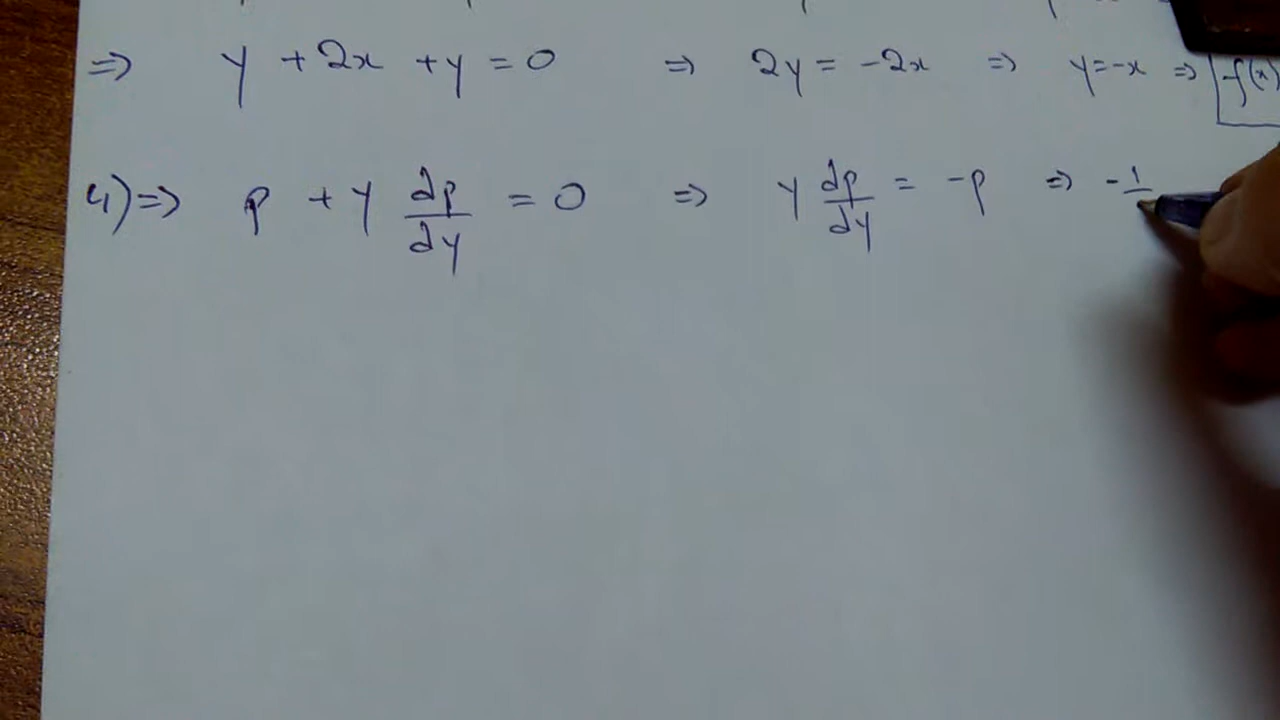 ⇒ y + 2x + y = 0 ⇒ 2y = -2x ⇒ y = -x ⇒ f(x)
4) ⇒ p + y dp/dy = 0 ⇒ y dp/dy = -p ⇒ -1/